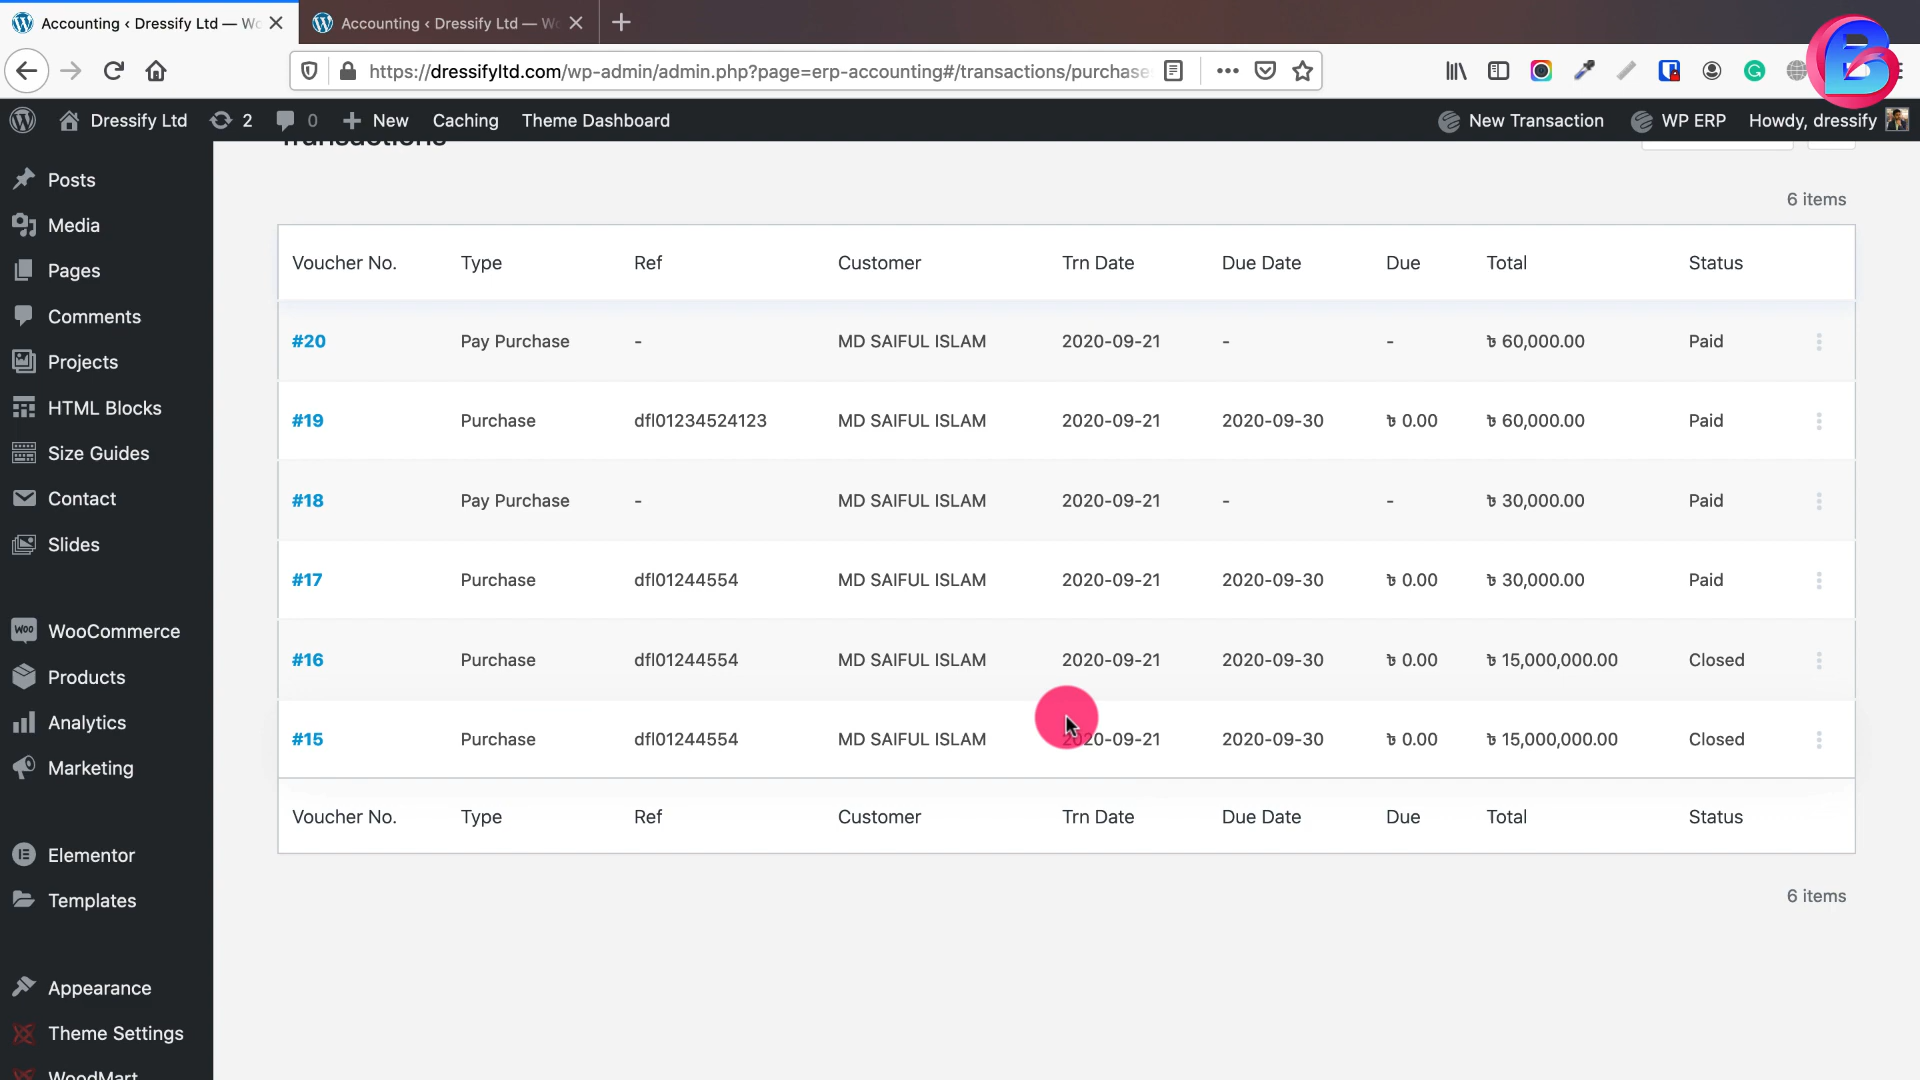 Accounting ‹ Dressify Ltd — Wo
Accounting ‹ Dressify Ltd — Wo
https://dressifyltd.com/wp-admin/admin.php?page=erp-accounting#/transactions/purchase
Dressify Ltd 2 0 New Caching Theme Dashboard New Transaction WP ERP Howdy, dressify
Posts
Media
Pages
Comments
Projects
HTML Blocks
Size Guides
Contact
Slides
WooCommerce
Products
Analytics
Marketing
Elementor
Templates
Appearance
Theme Settings
WoodMart
Transactions
6 items
Voucher No. Type Ref Customer Trn Date Due Date Due Total Status
#20 Pay Purchase - MD SAIFUL ISLAM 2020-09-21 - - ৳ 60,000.00 Paid
#19 Purchase dfl01234524123 MD SAIFUL ISLAM 2020-09-21 2020-09-30 ৳ 0.00 ৳ 60,000.00 Paid
#18 Pay Purchase - MD SAIFUL ISLAM 2020-09-21 - - ৳ 30,000.00 Paid
#17 Purchase dfl01244554 MD SAIFUL ISLAM 2020-09-21 2020-09-30 ৳ 0.00 ৳ 30,000.00 Paid
#16 Purchase dfl01244554 MD SAIFUL ISLAM 2020-09-21 2020-09-30 ৳ 0.00 ৳ 15,000,000.00 Closed
#15 Purchase dfl01244554 MD SAIFUL ISLAM 2020-09-21 2020-09-30 ৳ 0.00 ৳ 15,000,000.00 Closed
Voucher No. Type Ref Customer Trn Date Due Date Due Total Status
6 items